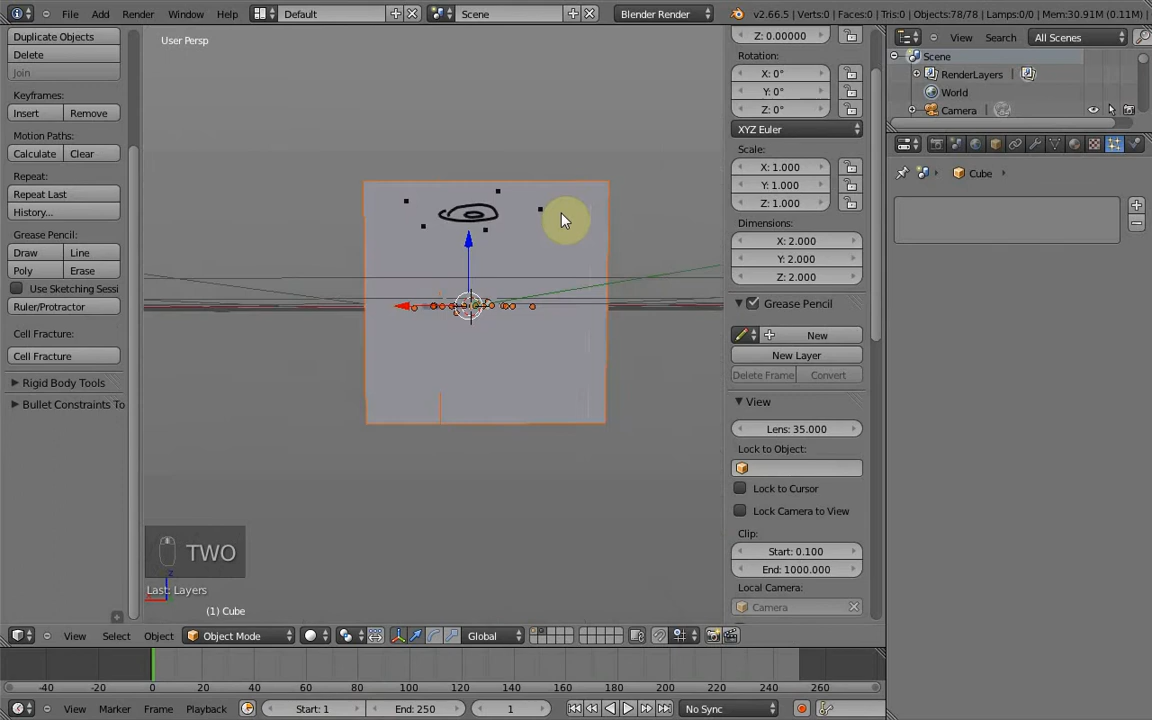 File Add Render Window Help Default Scene Blender Render v2.66.5 | Verts:0 | Faces:0 | Tris:0 | Objects:78/78 | Lamps:0/0 | Mem:30.91M (0.11M) |
Duplicate Objects
Delete
Join
Keyframes:
Insert Remove
Motion Paths:
Calculate Clear
Repeat:
Repeat Last
History...
Grease Pencil:
Draw Line
Poly Erase
Use Sketching Sessi
Ruler/Protractor
Cell Fracture:
Cell Fracture
Rigid Body Tools
Bullet Constraints To
User Persp
TWO
Last: Layers
z
(1) Cube
Z: 0.00000
Rotation:
X: 0°
Y: 0°
Z: 0°
XYZ Euler
Scale:
X: 1.000
Y: 1.000
Z: 1.000
Dimensions:
X: 2.000
Y: 2.000
Z: 2.000
Grease Pencil
New
New Layer
Delete Frame Convert
View
Lens: 35.000
Lock to Object:
Lock to Cursor
Lock Camera to View
Clip:
Start: 0.100
End: 1000.000
Local Camera:
Camera
View Search All Scenes
Scene
RenderLayers
World
Camera
Cube
View Select Object Object Mode Global
-40 -20 0 20 40 60 80 100 120 140 160 180 200 220 240 260
View Marker Frame Playback Start: 1 End: 250 1 No Sync